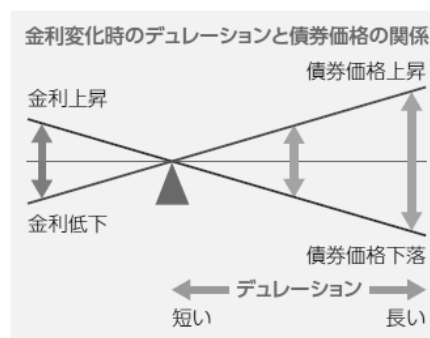 金利変化時のデュレーションと債券価格の関係
債券価格上昇
金利上昇
金利低下
債券価格下落
デュレーション
短い
長い